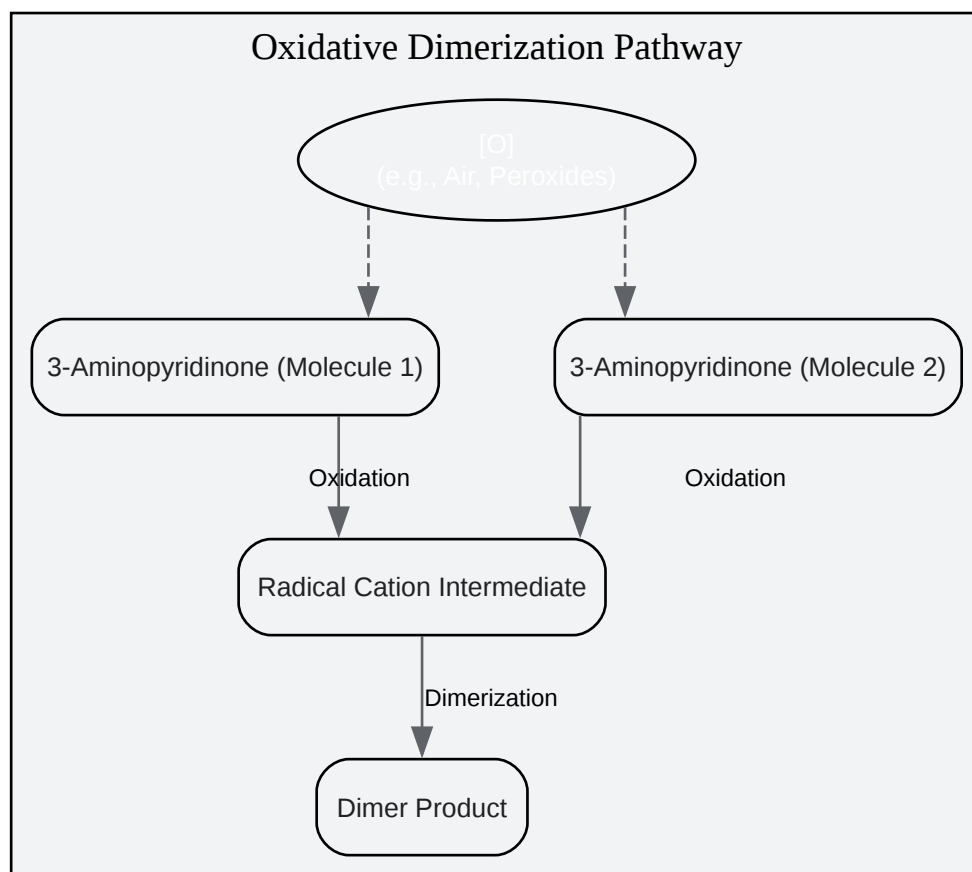 Oxidative Dimerization Pathway
[O]
(e.g., Air, Peroxides)
3-Aminopyridinone (Molecule 1)
3-Aminopyridinone (Molecule 2)
Oxidation
Oxidation
Radical Cation Intermediate
Dimerization
Dimer Product